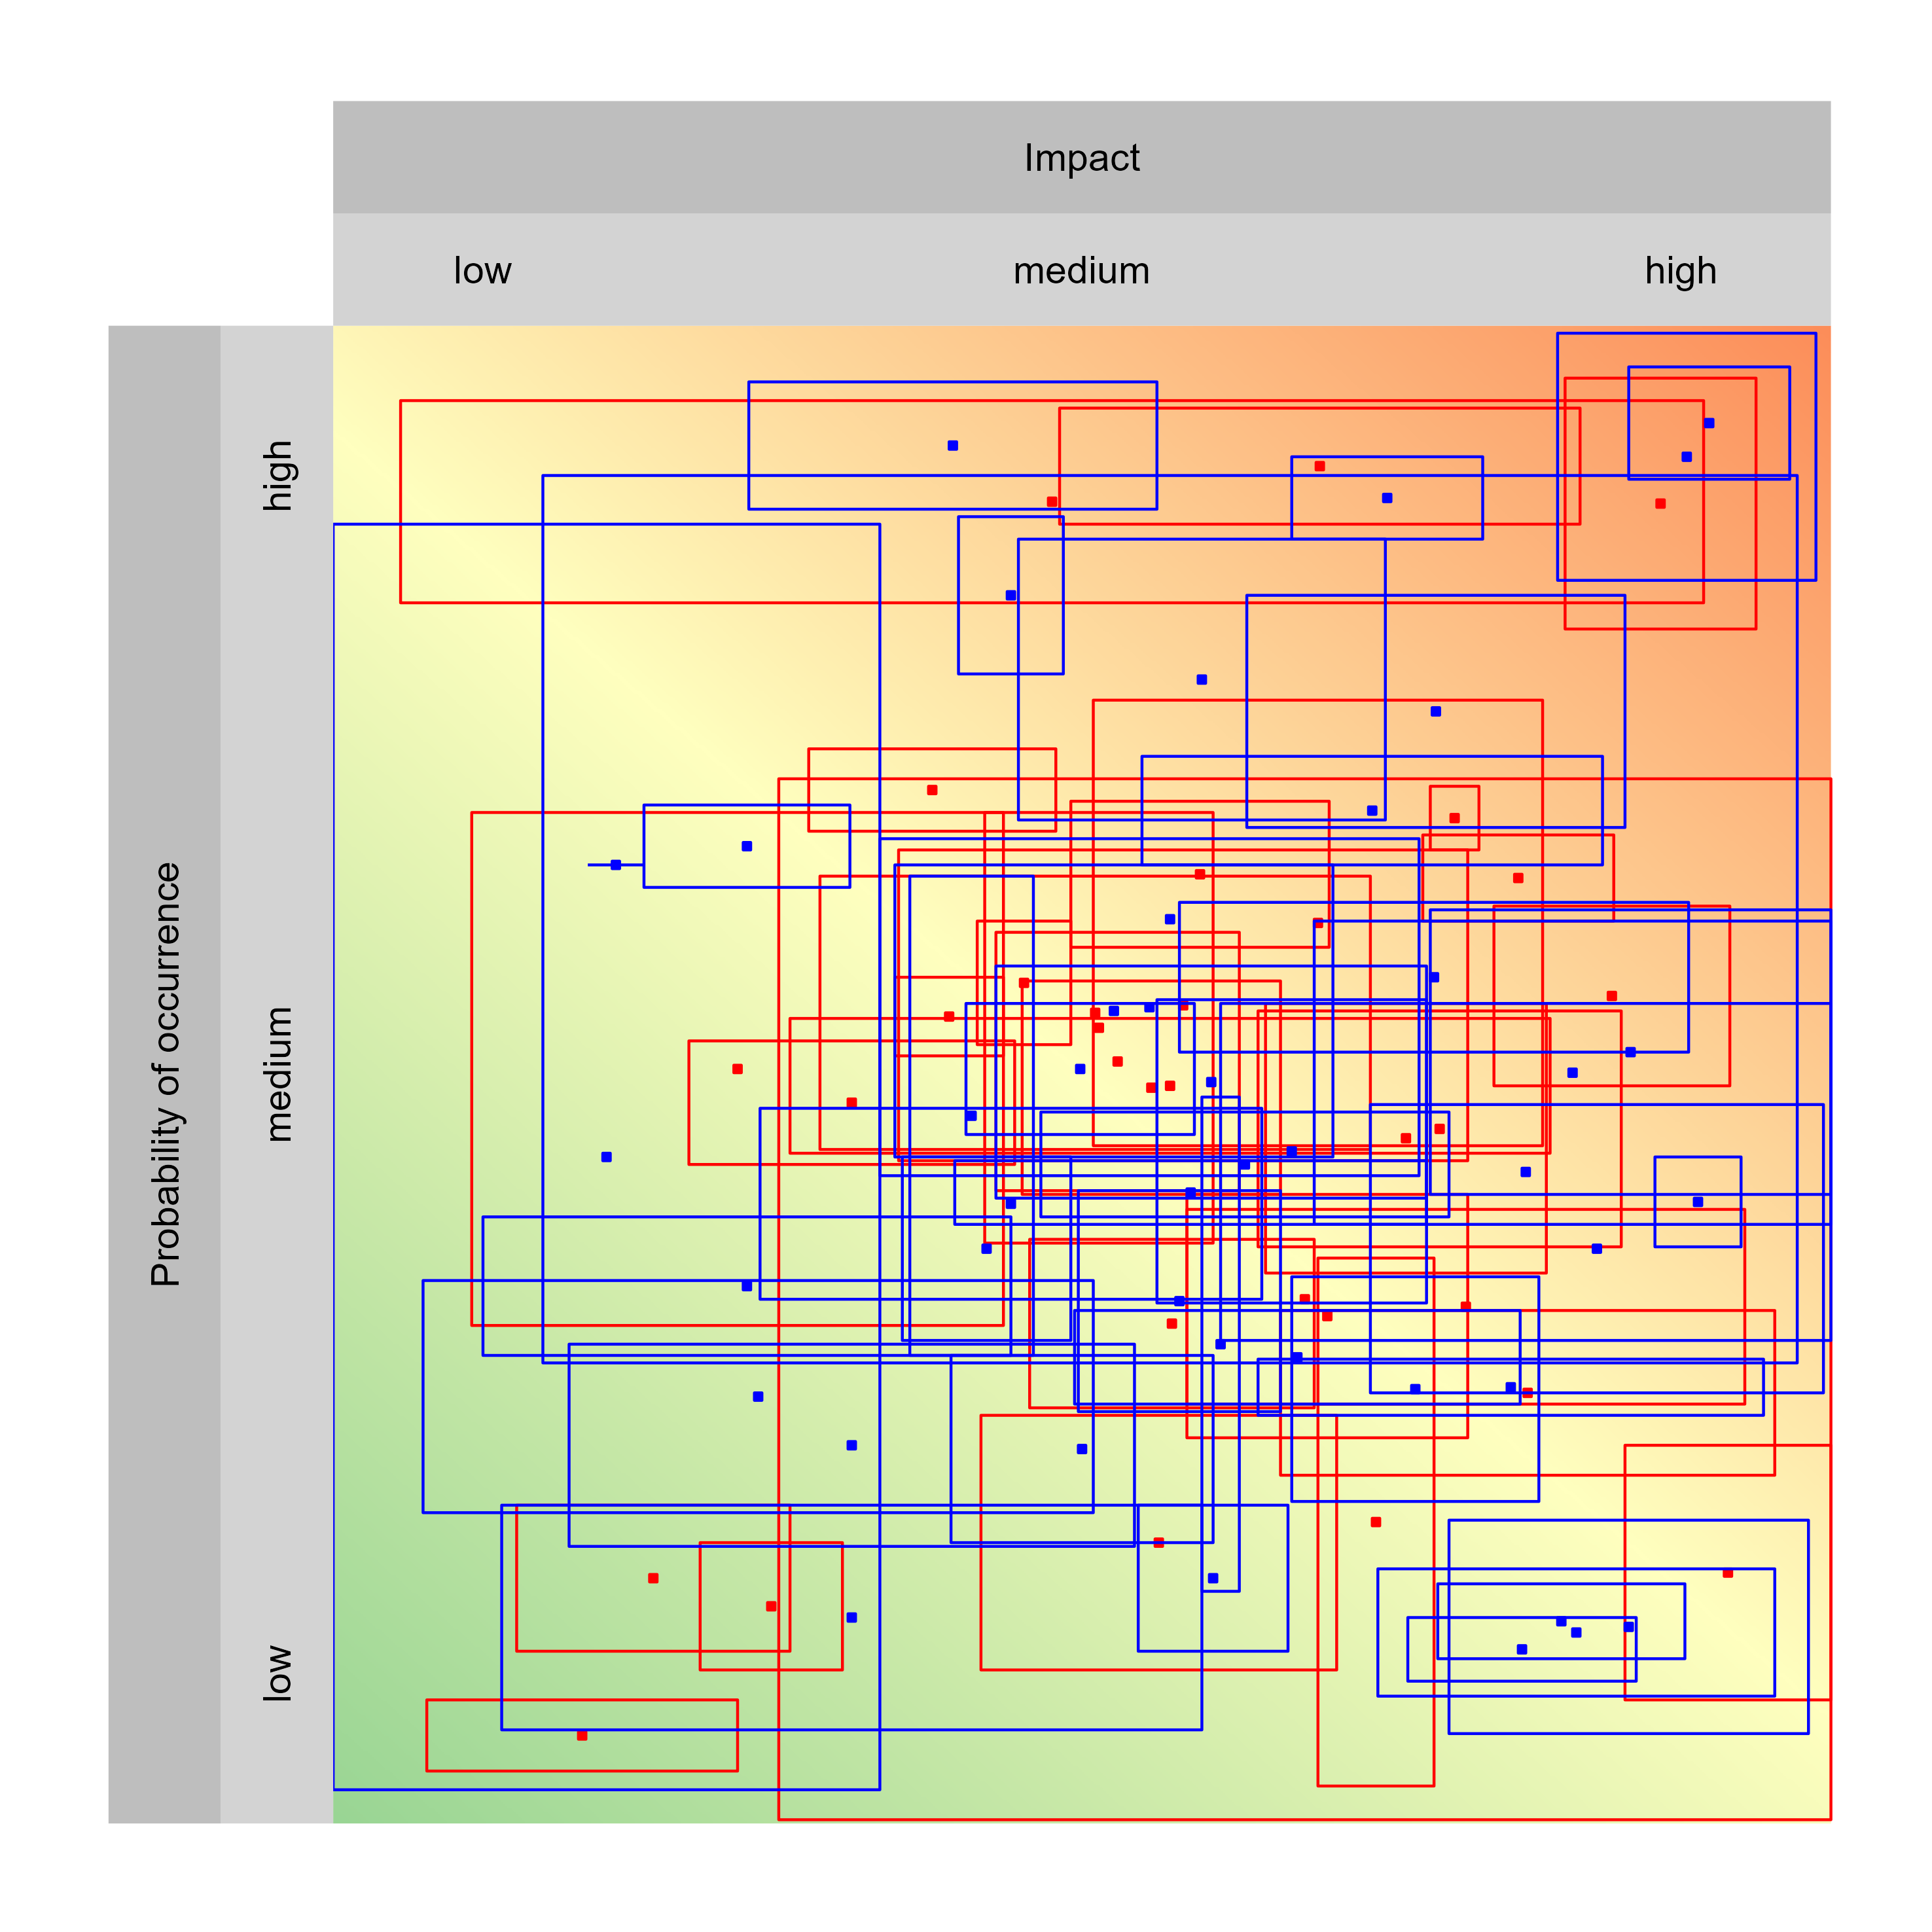 Impact
low
medium
high
Probability of occurrence
high
medium
low